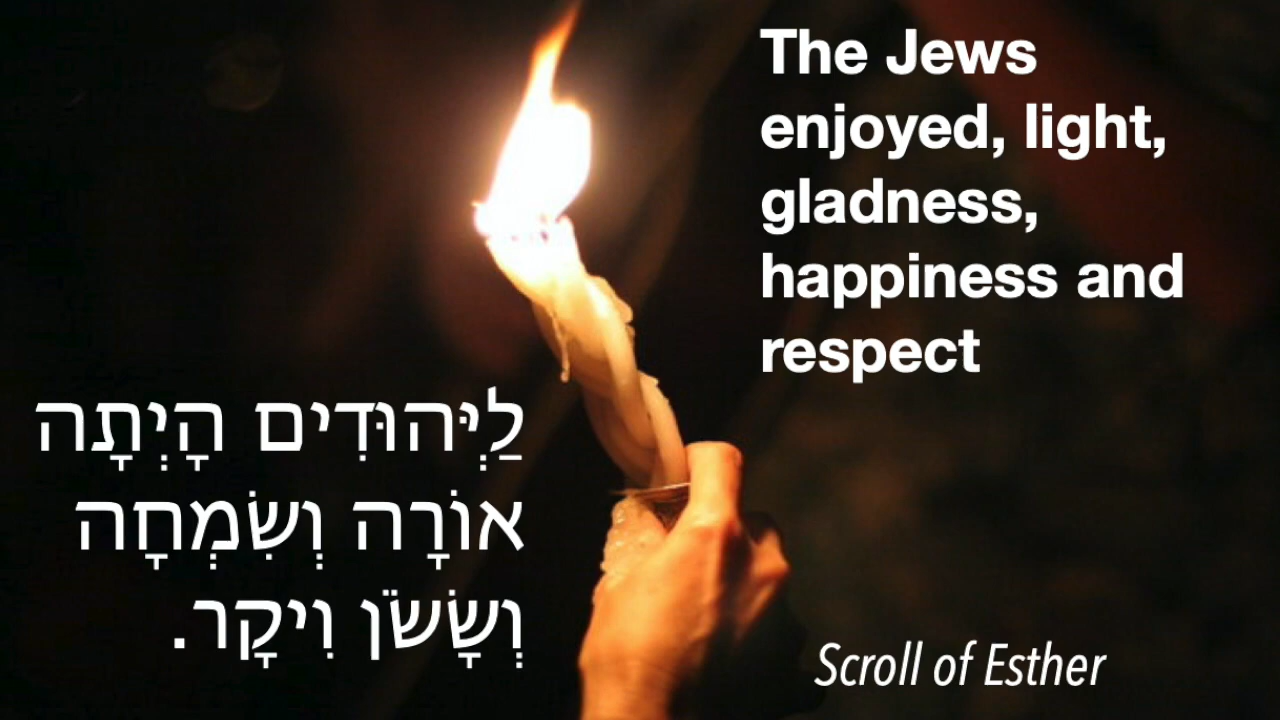 The Jews
enjoyed, light,
gladness,
happiness and
respect
לַיְּהוּדִים הָיְתָה
אוֹרָה וְשִׂמְחָה
וְשָׂשֹׂן וִיקָר.
Scroll of Esther